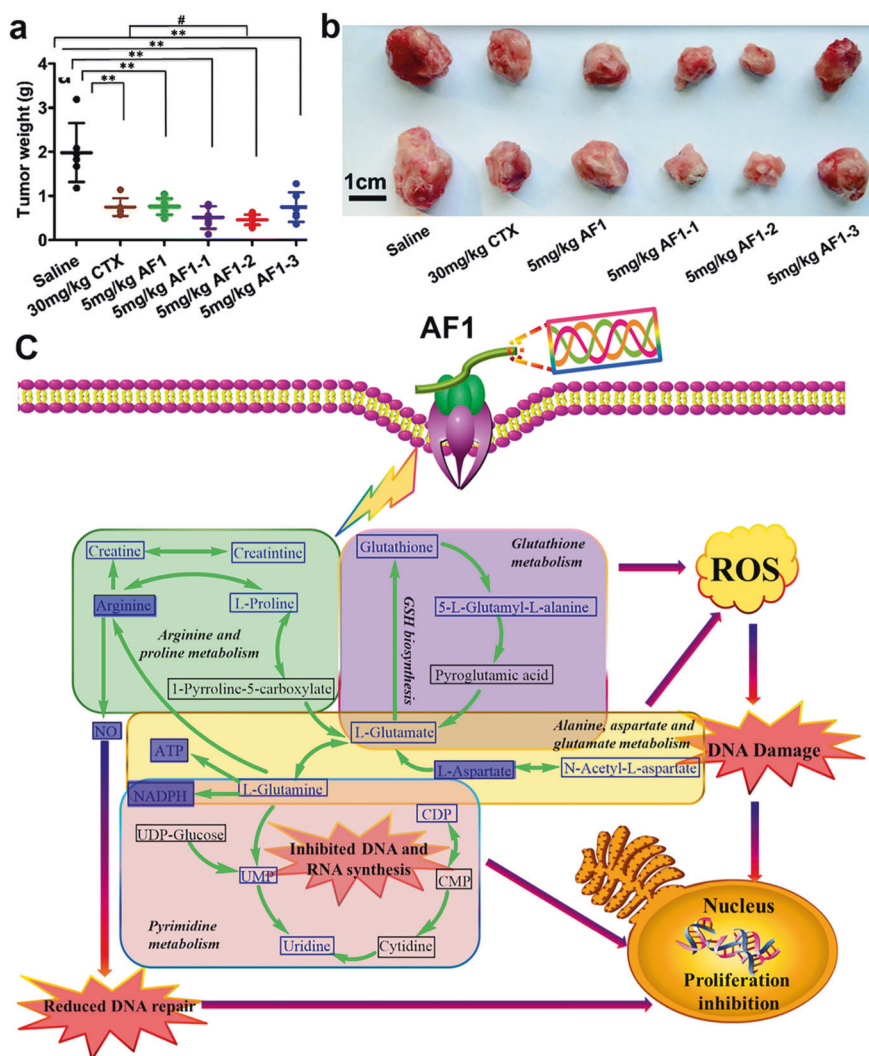 a
#
**
**
**
**
**
Tumor weight (g)
4
3
2
1
0
Saline
30mg/kg CTX
5mg/kg AF1
5mg/kg AF1-1
5mg/kg AF1-2
5mg/kg AF1-3
b
1cm
Saline
30mg/kg CTX
5mg/kg AF1
5mg/kg AF1-1
5mg/kg AF1-2
5mg/kg AF1-3
C
AF1
Creatine
Creatintine
Arginine
L-Proline
Arginine and
proline metabolism
1-Pyrroline-5-carboxylate
Glutathione
Glutathione
metabolism
GSH biosynthesis
5-L-Glutamyl-L-alanine
Pyroglutamic acid
ROS
L-Glutamate
Alanine, aspartate and
glutamate metabolism
DNA Damage
NO
ATP
NADPH
L-Glutamine
L-Aspartate
N-Acetyl-L-aspartate
UDP-Glucose
CDP
Inhibited DNA and
RNA synthesis
UMP
CMP
Pyrimidine
metabolism
Uridine
Cytidine
Nucleus
Proliferation
inhibition
Reduced DNA repair